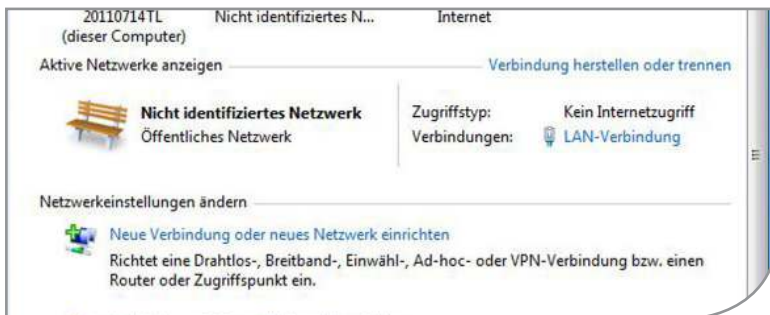 20110714TL Nicht identifiziertes N... Internet
(dieser Computer)
Aktive Netzwerke anzeigen Verbindung herstellen oder trennen
Nicht identifiziertes Netzwerk Zugriffstyp: Kein Internetzugriff
Öffentliches Netzwerk Verbindungen: LAN-Verbindung
Netzwerkeinstellungen ändern
Neue Verbindung oder neues Netzwerk einrichten
Richtet eine Drahtlos-, Breitband-, Einwähl-, Ad-hoc- oder VPN-Verbindung bzw. einen
Router oder Zugriffspunkt ein.